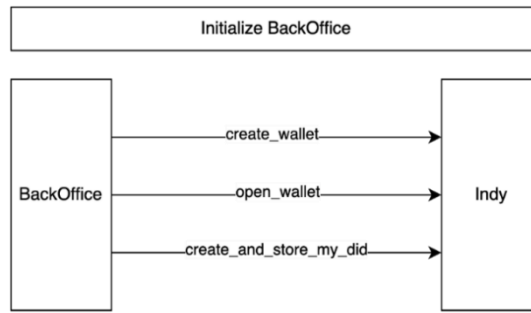 Initialize BackOffice
create_wallet
BackOffice
open_wallet
Indy
create_and_store_my_did